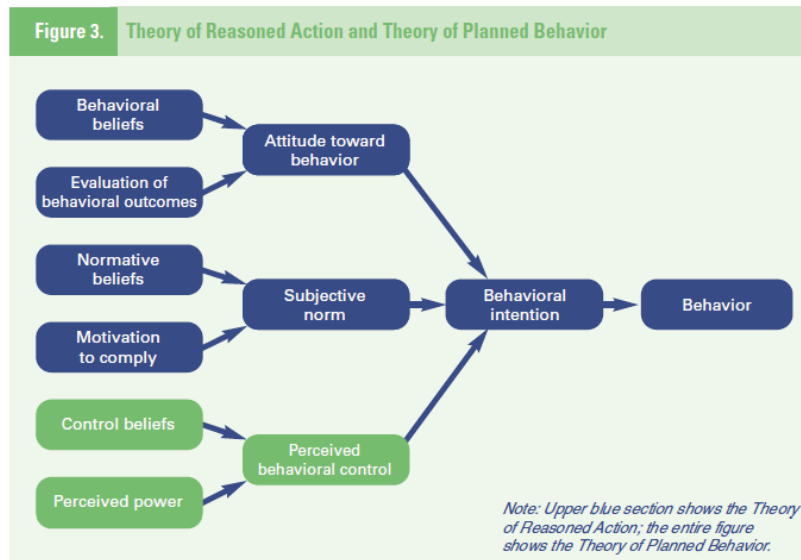 Figure 3. Theory of Reasoned Action and Theory of Planned Behavior
Behavioral
beliefs
Attitude toward
behavior
Evaluation of
behavioral outcomes
Normative
beliefs
Subjective
norm
Behavioral
intention
Behavior
Motivation
to comply
Control beliefs
Perceived
behavioral control
Perceived power
Note: Upper blue section shows the Theory
of Reasoned Action; the entire figure
shows the Theory of Planned Behavior.